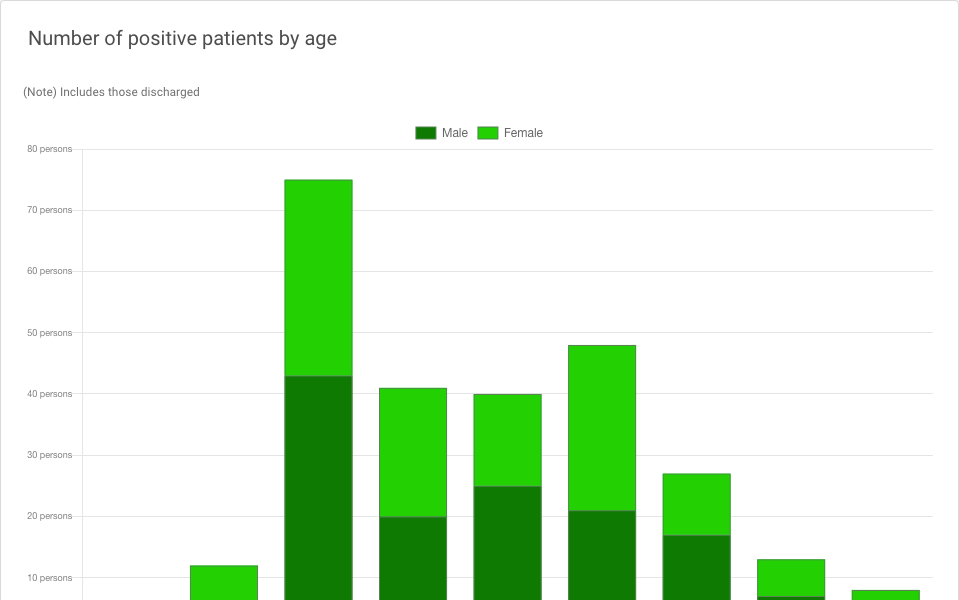 Number of positive patients by age
(Note) Includes those discharged
Male Female
80 persons
70 persons
60 persons
50 persons
40 persons
30 persons
20 persons
10 persons